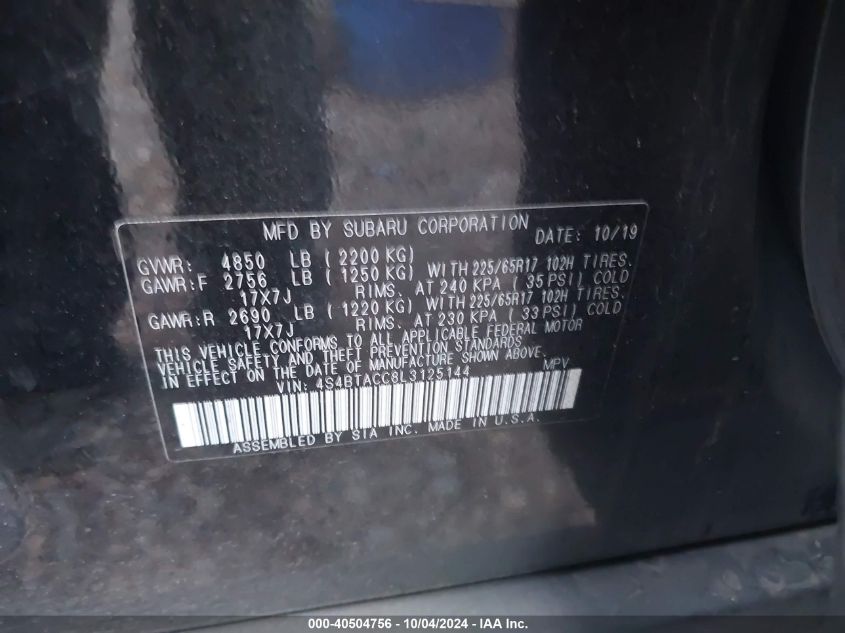 MFD BY SUBARU CORPORATION DATE: 10/19
GVWR: 4850 LB ( 2200 KG)
GAWR:F 2756 LB ( 1250 KG) WITH 225/65R17 102H TIRES.
17X7J RIMS. AT 240 KPA ( 35 PSI) COLD
GAWR:R 2690 LB ( 1220 KG) WITH 225/65R17 102H TIRES.
17X7J RIMS. AT 230 KPA ( 33 PSI) COLD
THIS VEHICLE CONFORMS TO ALL APPLICABLE FEDERAL MOTOR
VEHICLE SAFETY AND THEFT PREVENTION STANDARDS
IN EFFECT ON THE DATE OF MANUFACTURE SHOWN ABOVE.
VIN: 4S4BTACC8L3125144 MPV
ASSEMBLED BY SIA INC. MADE IN U.S.A.
000-40504756 - 10/04/2024 - IAA Inc.